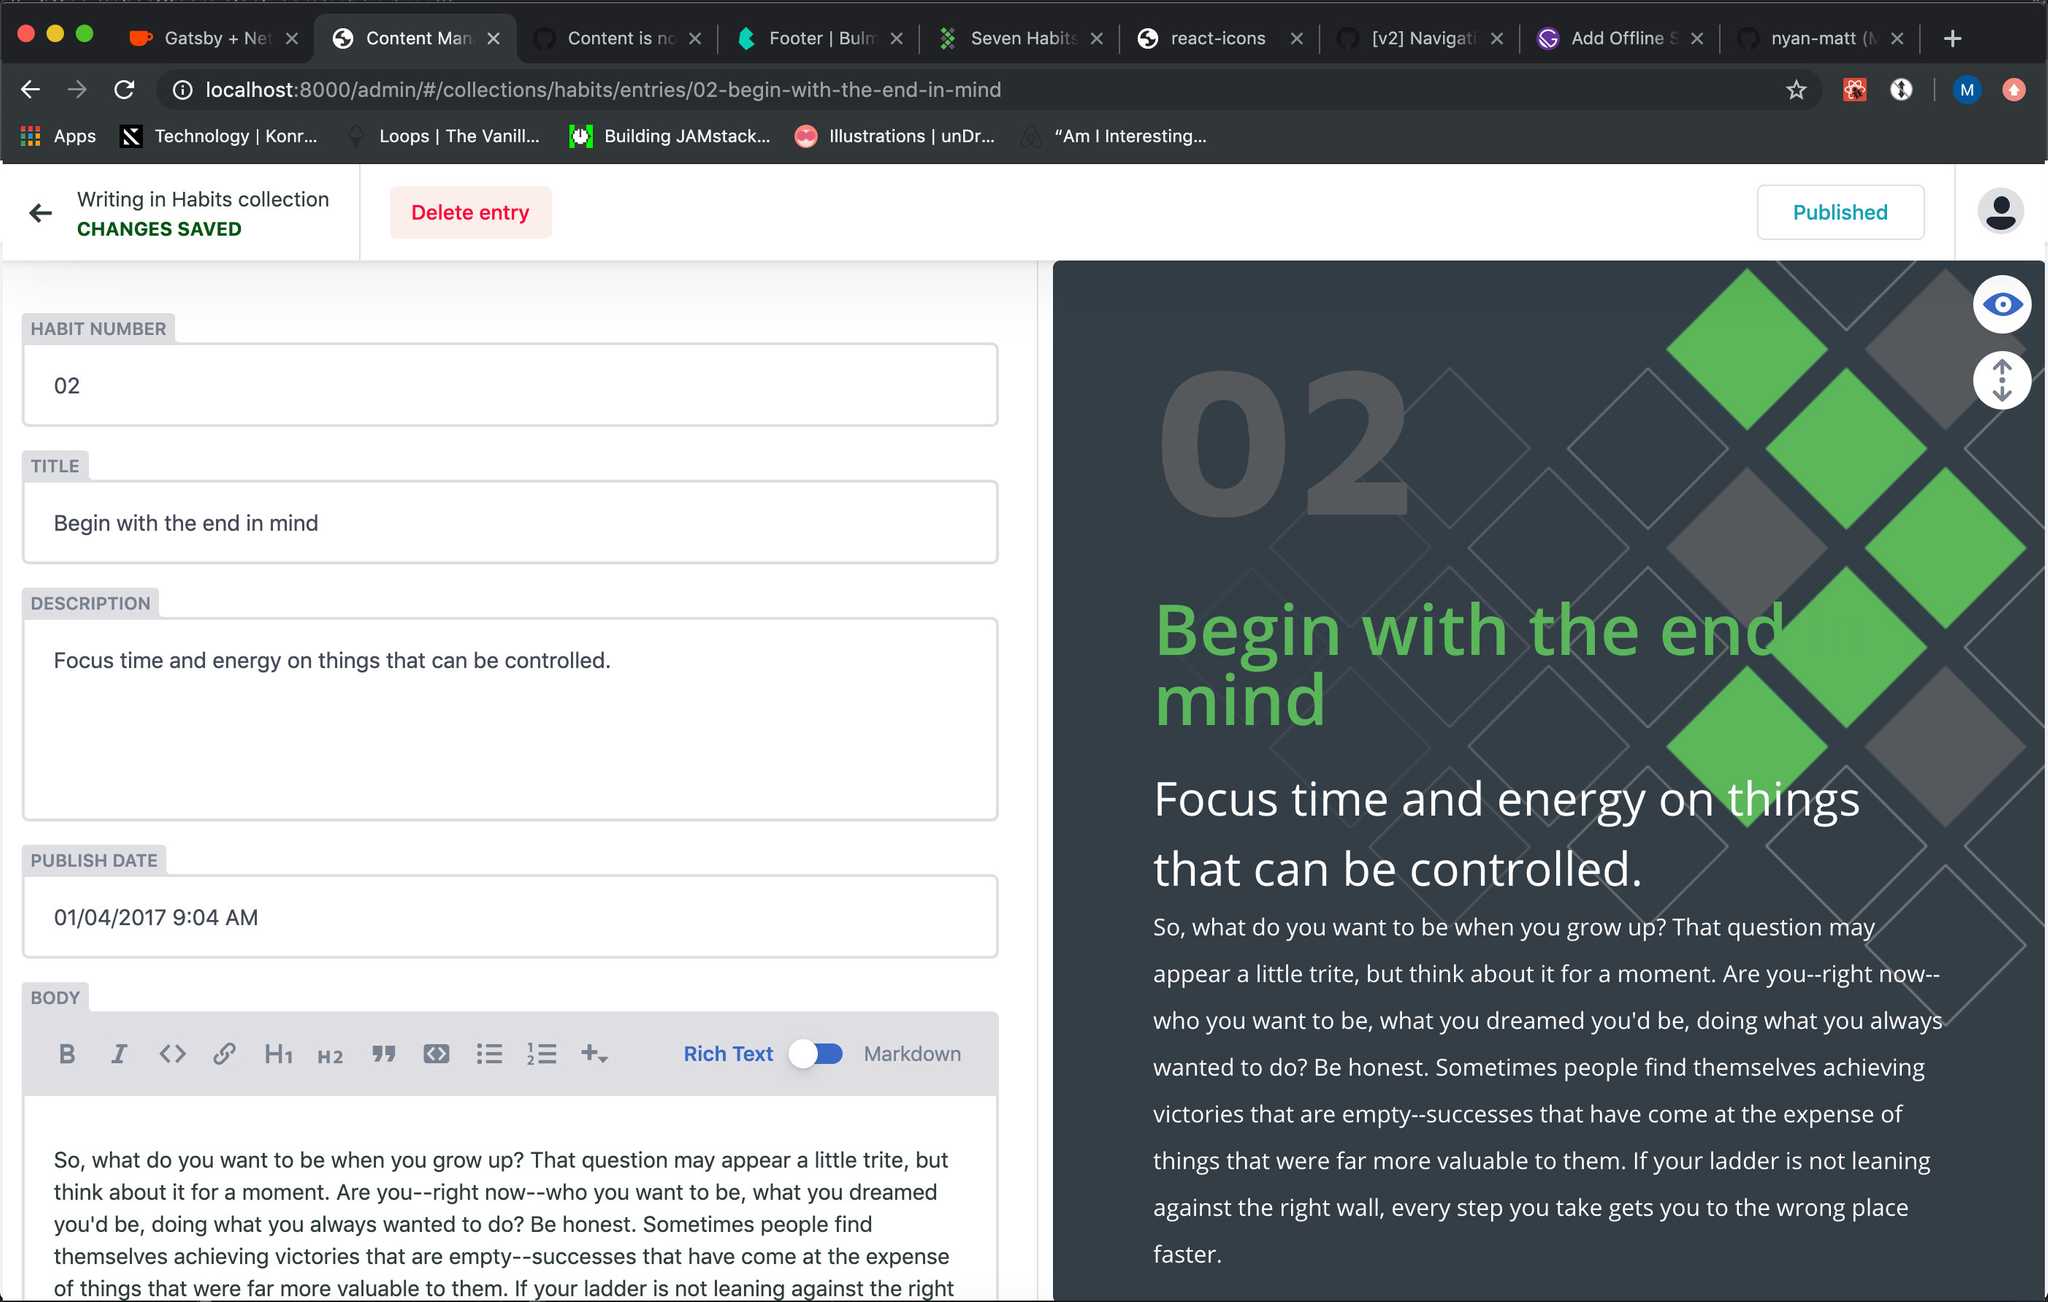 Gatsby + Net
Content Man
Content is no
Footer | Bulm
Seven Habits
react-icons
[v2] Navigati
Add Offline S
nyan-matt (M
localhost:8000/admin/#/collections/habits/entries/02-begin-with-the-end-in-mind
M
Apps
Technology | Konr...
Loops | The Vanill...
Building JAMstack...
Illustrations | unDr...
“Am I Interesting...
Writing in Habits collection
CHANGES SAVED
Delete entry
Published
HABIT NUMBER
02
TITLE
Begin with the end in mind
DESCRIPTION
Focus time and energy on things that can be controlled.
PUBLISH DATE
01/04/2017 9:04 AM
BODY
B I H1 H2
Rich Text
Markdown
So, what do you want to be when you grow up? That question may appear a little trite, but
think about it for a moment. Are you--right now--who you want to be, what you dreamed
you'd be, doing what you always wanted to do? Be honest. Sometimes people find
themselves achieving victories that are empty--successes that have come at the expense
of things that were far more valuable to them. If your ladder is not leaning against the right
02
Begin with the end in
mind
Focus time and energy on things
that can be controlled.
So, what do you want to be when you grow up? That question may
appear a little trite, but think about it for a moment. Are you--right now--
who you want to be, what you dreamed you'd be, doing what you always
wanted to do? Be honest. Sometimes people find themselves achieving
victories that are empty--successes that have come at the expense of
things that were far more valuable to them. If your ladder is not leaning
against the right wall, every step you take gets you to the wrong place
faster.